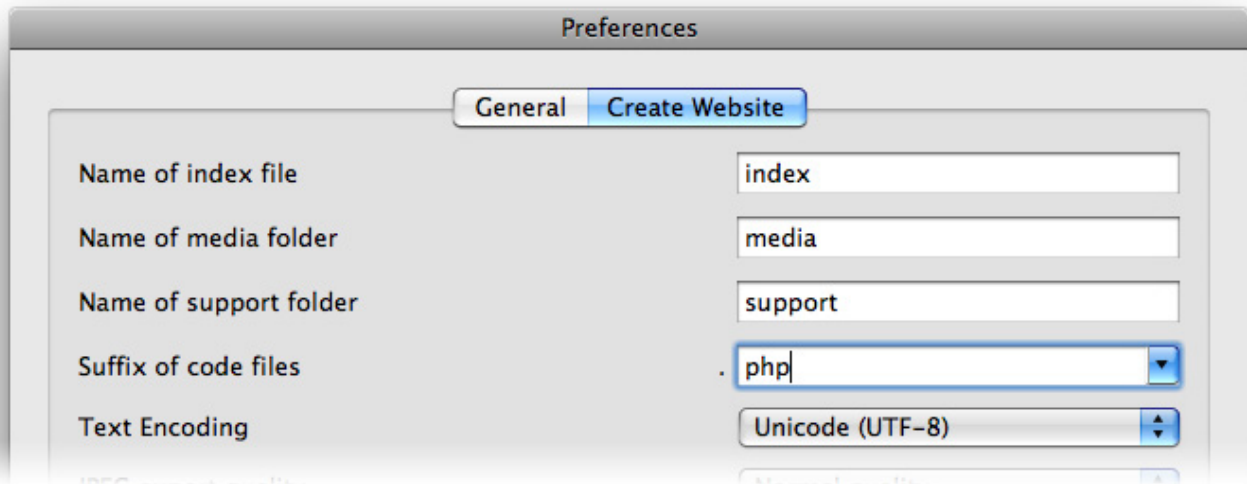 Preferences
General Create Website
Name of index file index
Name of media folder media
Name of support folder support
Suffix of code files . php
Text Encoding Unicode (UTF-8)